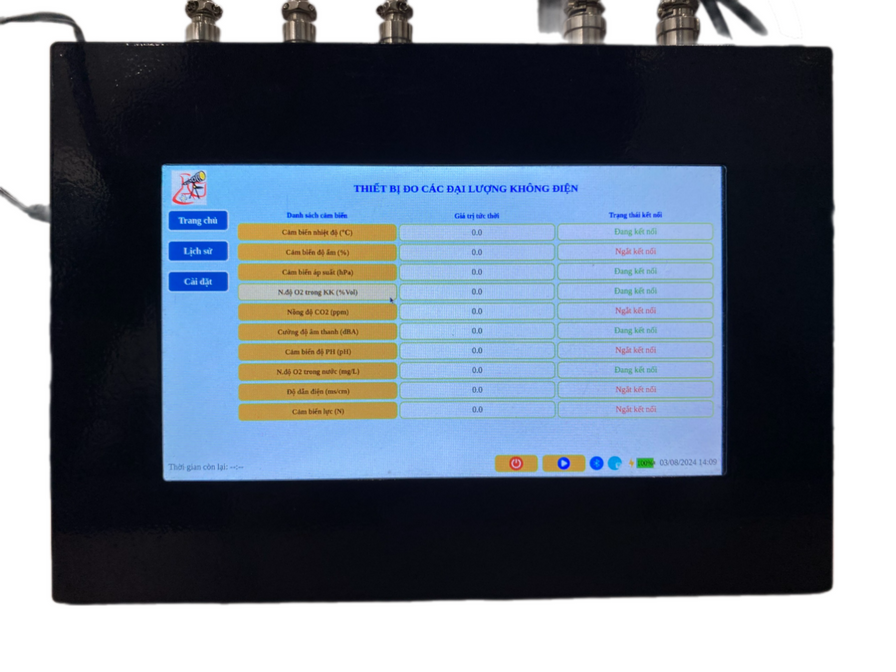 THIẾT BỊ ĐO CÁC ĐẠI LƯỢNG KHÔNG ĐIỆN
Trang chủ
Lịch sử
Cài đặt
Danh sách cảm biến Giá trị tức thời Trạng thái kết nối
Cảm biến nhiệt độ (°C) 0.0 Đang kết nối
Cảm biến độ ẩm (%) 0.0 Ngắt kết nối
Cảm biến áp suất (hPa) 0.0 Đang kết nối
N.độ O2 trong KK (%Vol) 0.0 Đang kết nối
Nồng độ CO2 (ppm) 0.0 Ngắt kết nối
Cường độ âm thanh (dBA) 0.0 Đang kết nối
Cảm biến độ PH (pH) 0.0 Ngắt kết nối
N.độ O2 trong nước (mg/L) 0.0 Đang kết nối
Độ dẫn điện (ms/cm) 0.0 Ngắt kết nối
Cảm biến lực (N) 0.0 Ngắt kết nối
Thời gian còn lại: --:-- 100% 03/08/2024 14:09